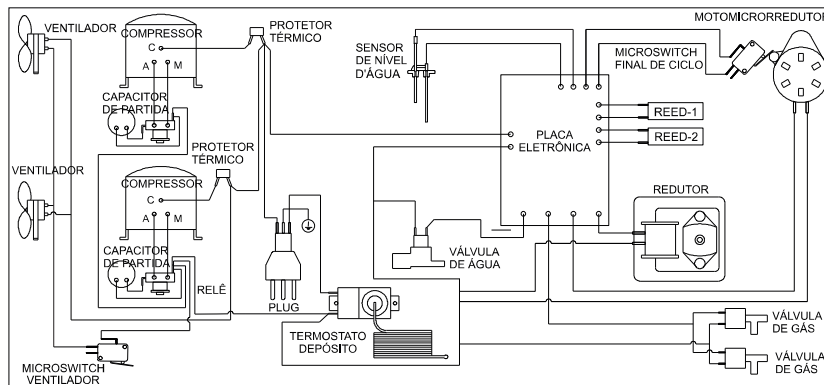 VENTILADOR
COMPRESSOR
C
A
M
CAPACITOR
DE PARTIDA
PROTETOR
TÉRMICO
SENSOR
DE NÍVEL
D'ÁGUA
MOTOMICRORREDUTOR
MICROSWITCH
FINAL DE CICLO
REED-1
REED-2
PLACA
ELETRÔNICA
VENTILADOR
COMPRESSOR
C
A
M
PROTETOR
TÉRMICO
CAPACITOR
DE PARTIDA
RELÊ
PLUG
VÁLVULA
DE ÁGUA
REDUTOR
TERMOSTATO
DEPÓSITO
MICROSWITCH
VENTILADOR
VÁLVULA
DE GÁS
VÁLVULA
DE GÁS